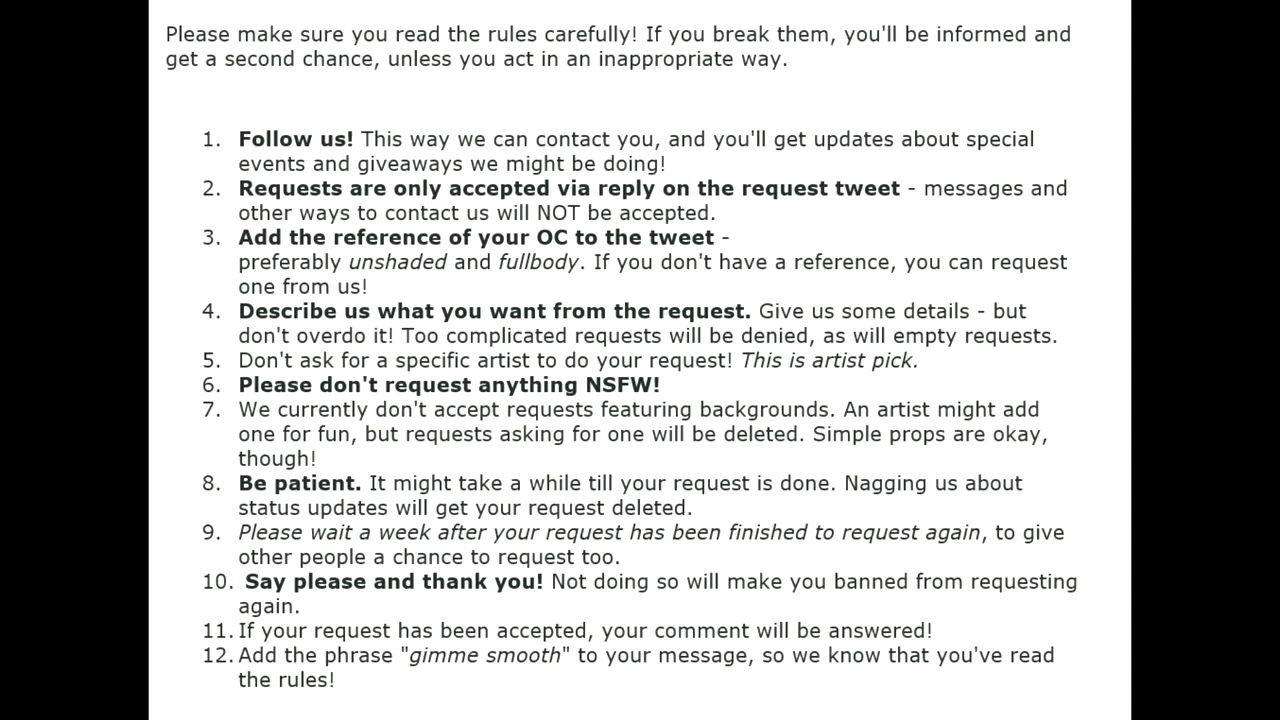 Please make sure you read the rules carefully! If you break them, you'll be informed and
get a second chance, unless you act in an inappropriate way.
1. Follow us! This way we can contact you, and you'll get updates about special
events and giveaways we might be doing!
2. Requests are only accepted via reply on the request tweet - messages and
other ways to contact us will NOT be accepted.
3. Add the reference of your OC to the tweet -
preferably unshaded and fullbody. If you don't have a reference, you can request
one from us!
4. Describe us what you want from the request. Give us some details - but
don't overdo it! Too complicated requests will be denied, as will empty requests.
5. Don't ask for a specific artist to do your request! This is artist pick.
6. Please don't request anything NSFW!
7. We currently don't accept requests featuring backgrounds. An artist might add
one for fun, but requests asking for one will be deleted. Simple props are okay,
though!
8. Be patient. It might take a while till your request is done. Nagging us about
status updates will get your request deleted.
9. Please wait a week after your request has been finished to request again, to give
other people a chance to request too.
10. Say please and thank you! Not doing so will make you banned from requesting
again.
11. If your request has been accepted, your comment will be answered!
12. Add the phrase "gimme smooth" to your message, so we know that you've read
the rules!